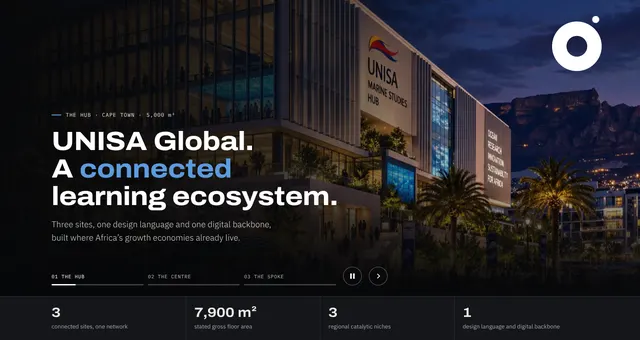 UNISA
MARINE STUDIES
HUB
OCEAN
RESEARCH
INNOVATION
SUSTAINABILITY
FOR AFRICA
THE HUB · CAPE TOWN · 5,000 m²
UNISA Global.
A connected
learning ecosystem.
Three sites, one design language and one digital backbone,
built where Africa's growth economies already live.
01 THE HUB
02 THE CENTRE
03 THE SPOKE
3
connected sites, one network
7,900 m²
stated gross floor area
3
regional catalytic niches
1
design language and digital backbone